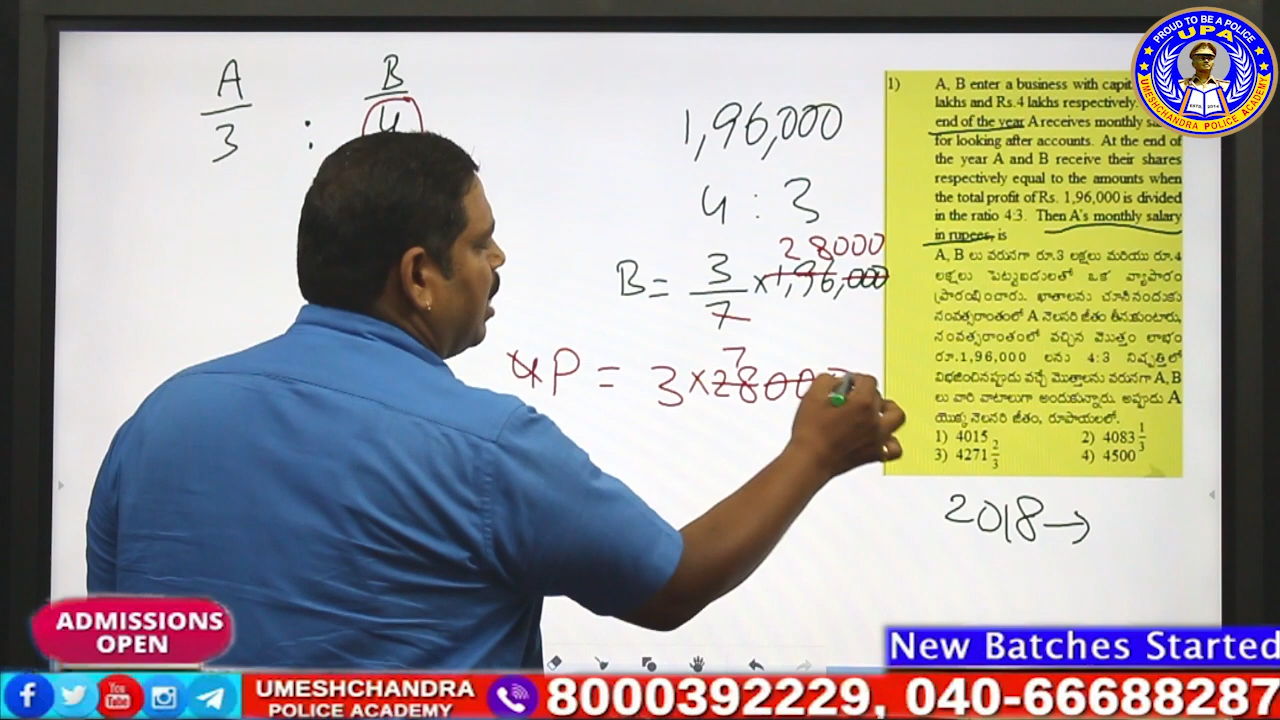 PROUD TO BE A POLICE
UPA
ESTD. 2014
UMESHCHANDRA POLICE ACADEMY
A : B
3 4
1,96,000
4 : 3
28000
B = 3/7 × 1,96,000
7
4P = 3×2800
1) A, B enter a business with capit
lakhs and Rs.4 lakhs respectively.
end of the year A receives monthly sa
for looking after accounts. At the end of
the year A and B receive their shares
respectively equal to the amounts when
the total profit of Rs. 1,96,000 is divided
in the ratio 4:3. Then A's monthly salary
in rupees, is
A, B లు వరుసగా రూ.3 లక్షలు మరియు రూ.4
లక్షలు పెట్టుబడులతో ఒక వ్యాపారం
ప్రారంభించారు. ఖాతాలను చూసినందుకు
సంవత్సరాంతంలో A నెలసరి జీతం తీసుకుంటారు,
సంవత్సరాంతంలో వచ్చిన మొత్తం లాభం
రూ.1,96,000 లను 4:3 నిష్పత్తిలో
విభజించినప్పుడు వచ్చే మొత్తాలను వరుసగా A, B
లు వారి వాటాలుగా అందుకున్నారు. అప్పుడు A
యొక్క నెలసరి జీతం, రూపాయలలో.
1) 4015 2) 4083 1/3
3) 4271 2/3 4) 4500
2018→
ADMISSIONS
OPEN
New Batches Started
UMESHCHANDRA
POLICE ACADEMY
8000392229, 040-66688287